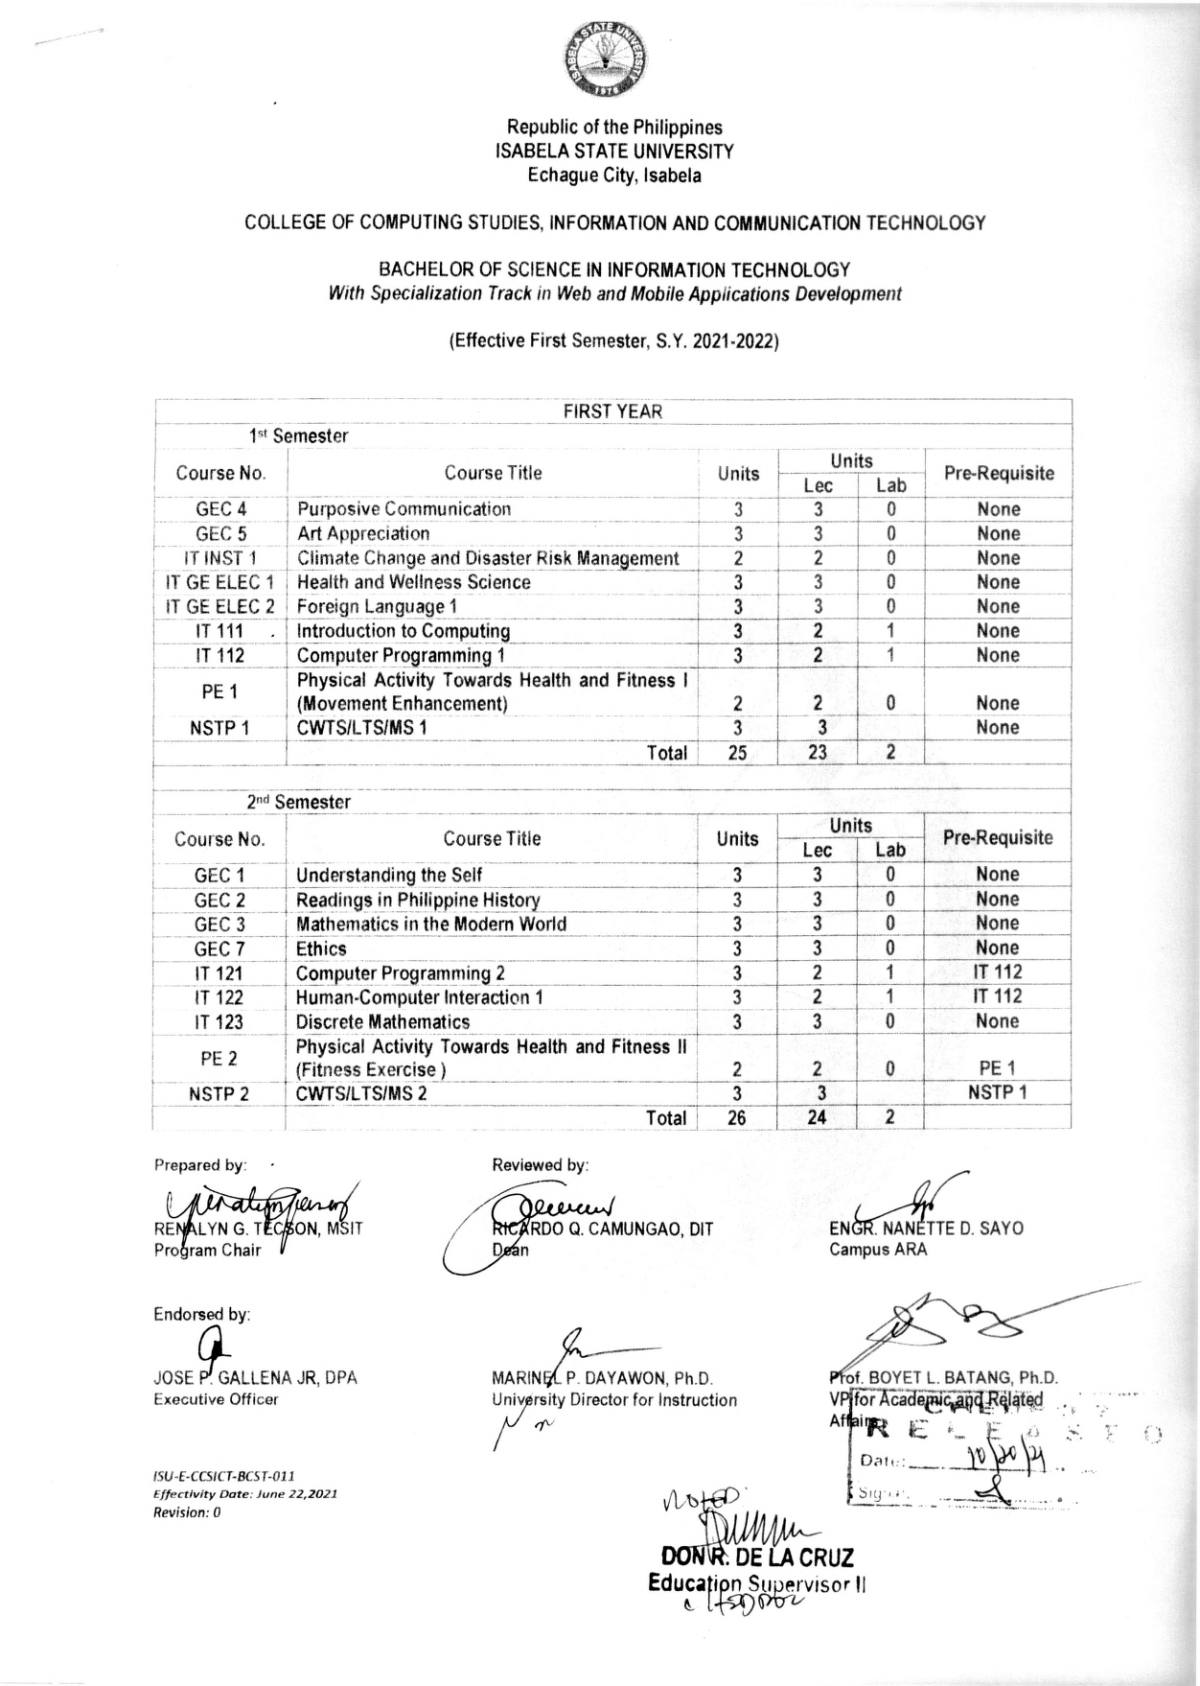 ISABELA STATE UNIVERSITY
1978
Republic of the Philippines
ISABELA STATE UNIVERSITY
Echague City, Isabela
COLLEGE OF COMPUTING STUDIES, INFORMATION AND COMMUNICATION TECHNOLOGY
BACHELOR OF SCIENCE IN INFORMATION TECHNOLOGY
With Specialization Track in Web and Mobile Applications Development
(Effective First Semester, S.Y. 2021-2022)
FIRST YEAR
1st Semester
Course No. Course Title Units Units Pre-Requisite
Lec Lab
GEC 4 Purposive Communication 3 3 0 None
GEC 5 Art Appreciation 3 3 0 None
IT INST 1 Climate Change and Disaster Risk Management 2 2 0 None
IT GE ELEC 1 Health and Wellness Science 3 3 0 None
IT GE ELEC 2 Foreign Language 1 3 3 0 None
IT 111 Introduction to Computing 3 2 1 None
IT 112 Computer Programming 1 3 2 1 None
PE 1 Physical Activity Towards Health and Fitness I
(Movement Enhancement) 2 2 0 None
NSTP 1 CWTS/LTS/MS 1 3 3 None
Total 25 23 2
2nd Semester
Course No. Course Title Units Units Pre-Requisite
Lec Lab
GEC 1 Understanding the Self 3 3 0 None
GEC 2 Readings in Philippine History 3 3 0 None
GEC 3 Mathematics in the Modern World 3 3 0 None
GEC 7 Ethics 3 3 0 None
IT 121 Computer Programming 2 3 2 1 IT 112
IT 122 Human-Computer Interaction 1 3 2 1 IT 112
IT 123 Discrete Mathematics 3 3 0 None
PE 2 Physical Activity Towards Health and Fitness II
(Fitness Exercise ) 2 2 0 PE 1
NSTP 2 CWTS/LTS/MS 2 3 3 NSTP 1
Total 26 24 2
Prepared by: Reviewed by:
RENALYN G. TECSON, MSIT RICARDO Q. CAMUNGAO, DIT ENGR. NANETTE D. SAYO
Program Chair Dean Campus ARA
Endorsed by:
JOSE P. GALLENA JR, DPA MARINEL P. DAYAWON, Ph.D. Prof. BOYET L. BATANG, Ph.D.
Executive Officer University Director for Instruction VP for Academic and Related
Affairs
RELEASED
Date: 10/20/21
ISU-E-CCSICT-BCST-011
Effectivity Date: June 22,2021
Revision: 0
NOTED
DON R. DE LA CRUZ
Education Supervisor II